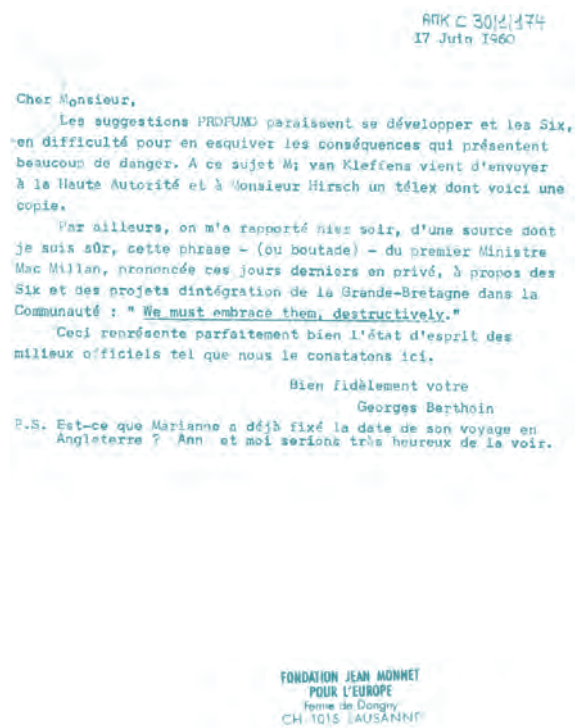 AMK C 30/1/174
17 Juin 1960
Cher Monsieur,
Les suggestions PROFUMO paraissent se développer et les Six,
en difficulté pour en esquiver les conséquences qui présentent
beaucoup de danger. A ce sujet M; van Kleffens vient d'envoyer
à la Haute Autorité et à Monsieur Hirsch un télex dont voici une
copie.
Par ailleurs, on m'a rapporté hier soir, d'une source dont
je suis sûr, cette phrase - (ou boutade) - du premier Ministre
Mac Millan, prononcée ces jours derniers en privé, à propos des
Six et des projets dintégration de la Grande-Bretagne dans la
Communauté : " We must embrace them, destructively."
Ceci représente parfaitement bien l'état d'esprit des
milieux officiels tel que nous le constatons ici.
Bien fidèlement votre
Georges Berthoin
P.S. Est-ce que Marianne a déjà fixé la date de son voyage en
Angleterre ? Ann et moi serions très heureux de la voir.
FONDATION JEAN MONNET
POUR L'EUROPE
Ferme de Dorigny
CH 1015 LAUSANNE